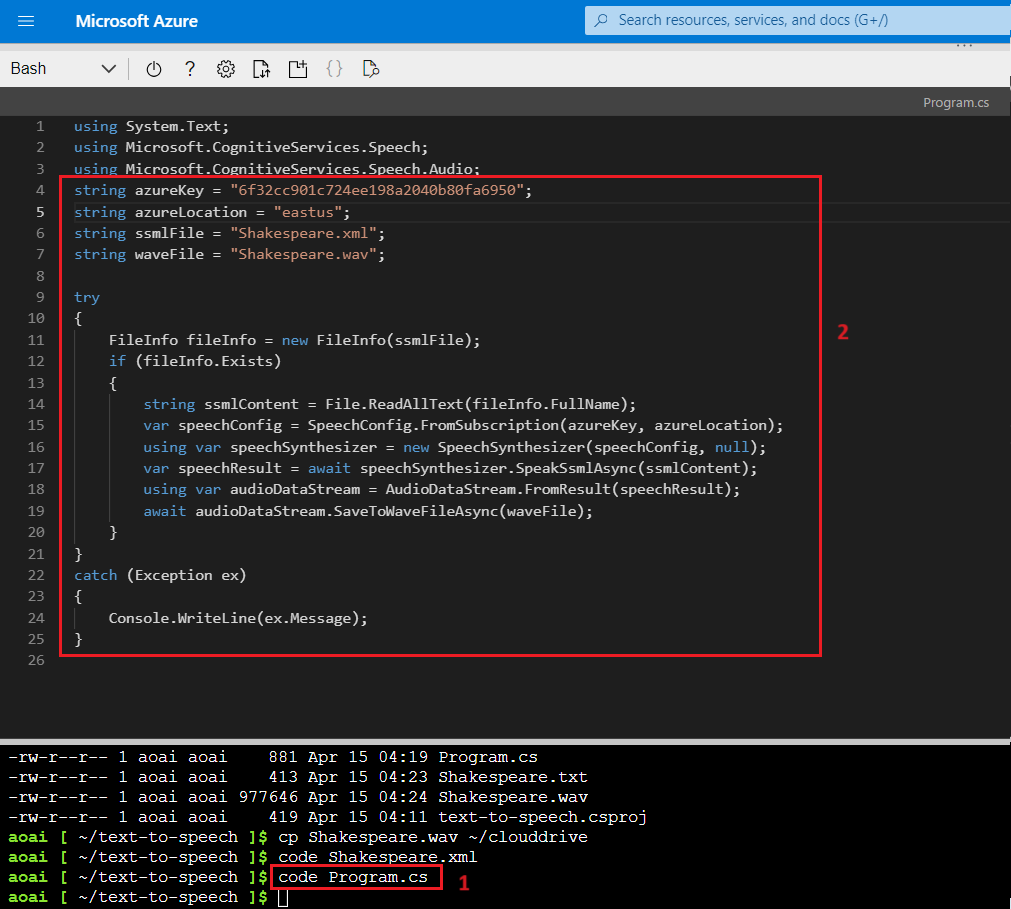 Microsoft Azure
Search resources, services, and docs (G+/)
Bash
Program.cs
1 using System.Text;
2 using Microsoft.CognitiveServices.Speech;
3 using Microsoft.CognitiveServices.Speech.Audio;
4 string azureKey = "6f32cc901c724ee198a2040b80fa6950";
5 string azureLocation = "eastus";
6 string ssmlFile = "Shakespeare.xml";
7 string waveFile = "Shakespeare.wav";
8
9 try
10 {
11     FileInfo fileInfo = new FileInfo(ssmlFile);
2
12     if (fileInfo.Exists)
13     {
14         string ssmlContent = File.ReadAllText(fileInfo.FullName);
15         var speechConfig = SpeechConfig.FromSubscription(azureKey, azureLocation);
16         using var speechSynthesizer = new SpeechSynthesizer(speechConfig, null);
17         var speechResult = await speechSynthesizer.SpeakSsmlAsync(ssmlContent);
18         using var audioDataStream = AudioDataStream.FromResult(speechResult);
19         await audioDataStream.SaveToWaveFileAsync(waveFile);
20     }
21 }
22 catch (Exception ex)
23 {
24     Console.WriteLine(ex.Message);
25 }
26
-rw-r--r-- 1 aoai aoai    881 Apr 15 04:19 Program.cs
-rw-r--r-- 1 aoai aoai    413 Apr 15 04:23 Shakespeare.txt
-rw-r--r-- 1 aoai aoai 977646 Apr 15 04:24 Shakespeare.wav
-rw-r--r-- 1 aoai aoai    419 Apr 15 04:11 text-to-speech.csproj
aoai [ ~/text-to-speech ]$ cp Shakespeare.wav ~/clouddrive
aoai [ ~/text-to-speech ]$ code Shakespeare.xml
aoai [ ~/text-to-speech ]$ code Program.cs 1
aoai [ ~/text-to-speech ]$